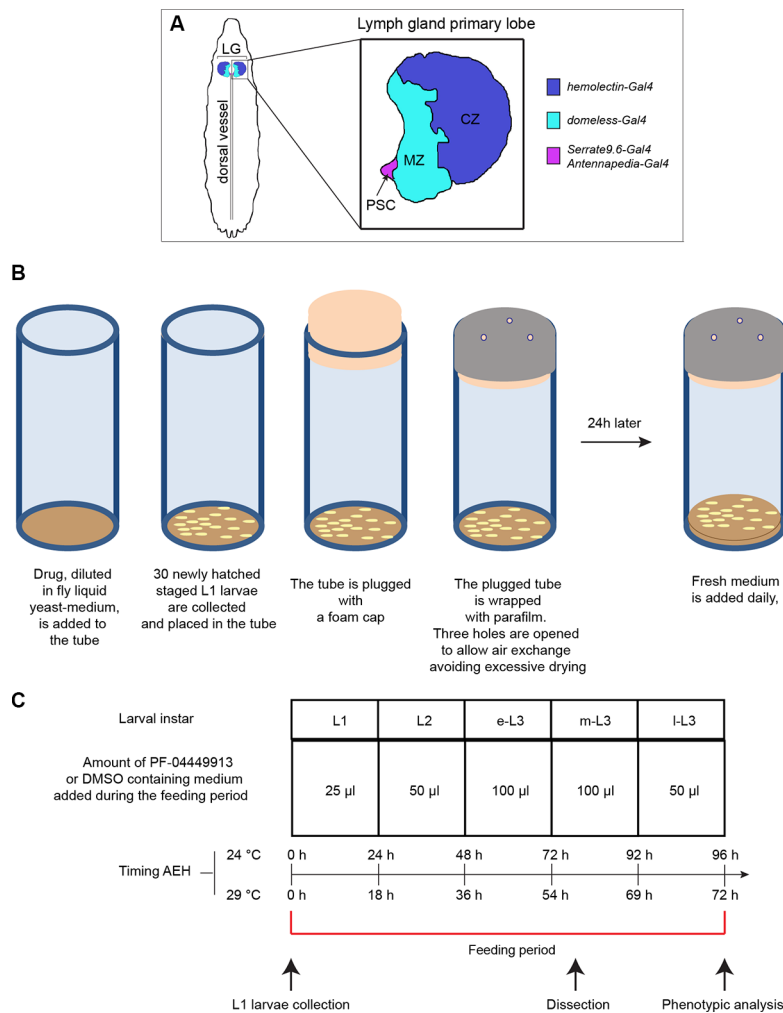 A
Lymph gland primary lobe
LG
dorsal vessel
CZ
MZ
PSC
hemolectin-Gal4
domeless-Gal4
Serrate9.6-Gal4
Antennapedia-Gal4
B
24h later
Drug, diluted
in fly liquid
yeast-medium,
is added to
the tube
30 newly hatched
staged L1 larvae
are collected
and placed in the tube
The tube is plugged
with
a foam cap
The plugged tube
is wrapped
with parafilm.
Three holes are opened
to allow air exchange
avoiding excessive drying
Fresh medium
is added daily,
C
Larval instar
L1 L2 e-L3 m-L3 l-L3
Amount of PF-04449913
or DMSO containing medium
added during the feeding period
25 µl 50 µl 100 µl 100 µl 50 µl
Timing AEH
24 °C 0 h 24 h 48 h 72 h 92 h 96 h
29 °C 0 h 18 h 36 h 54 h 69 h 72 h
Feeding period
L1 larvae collection Dissection Phenotypic analysis